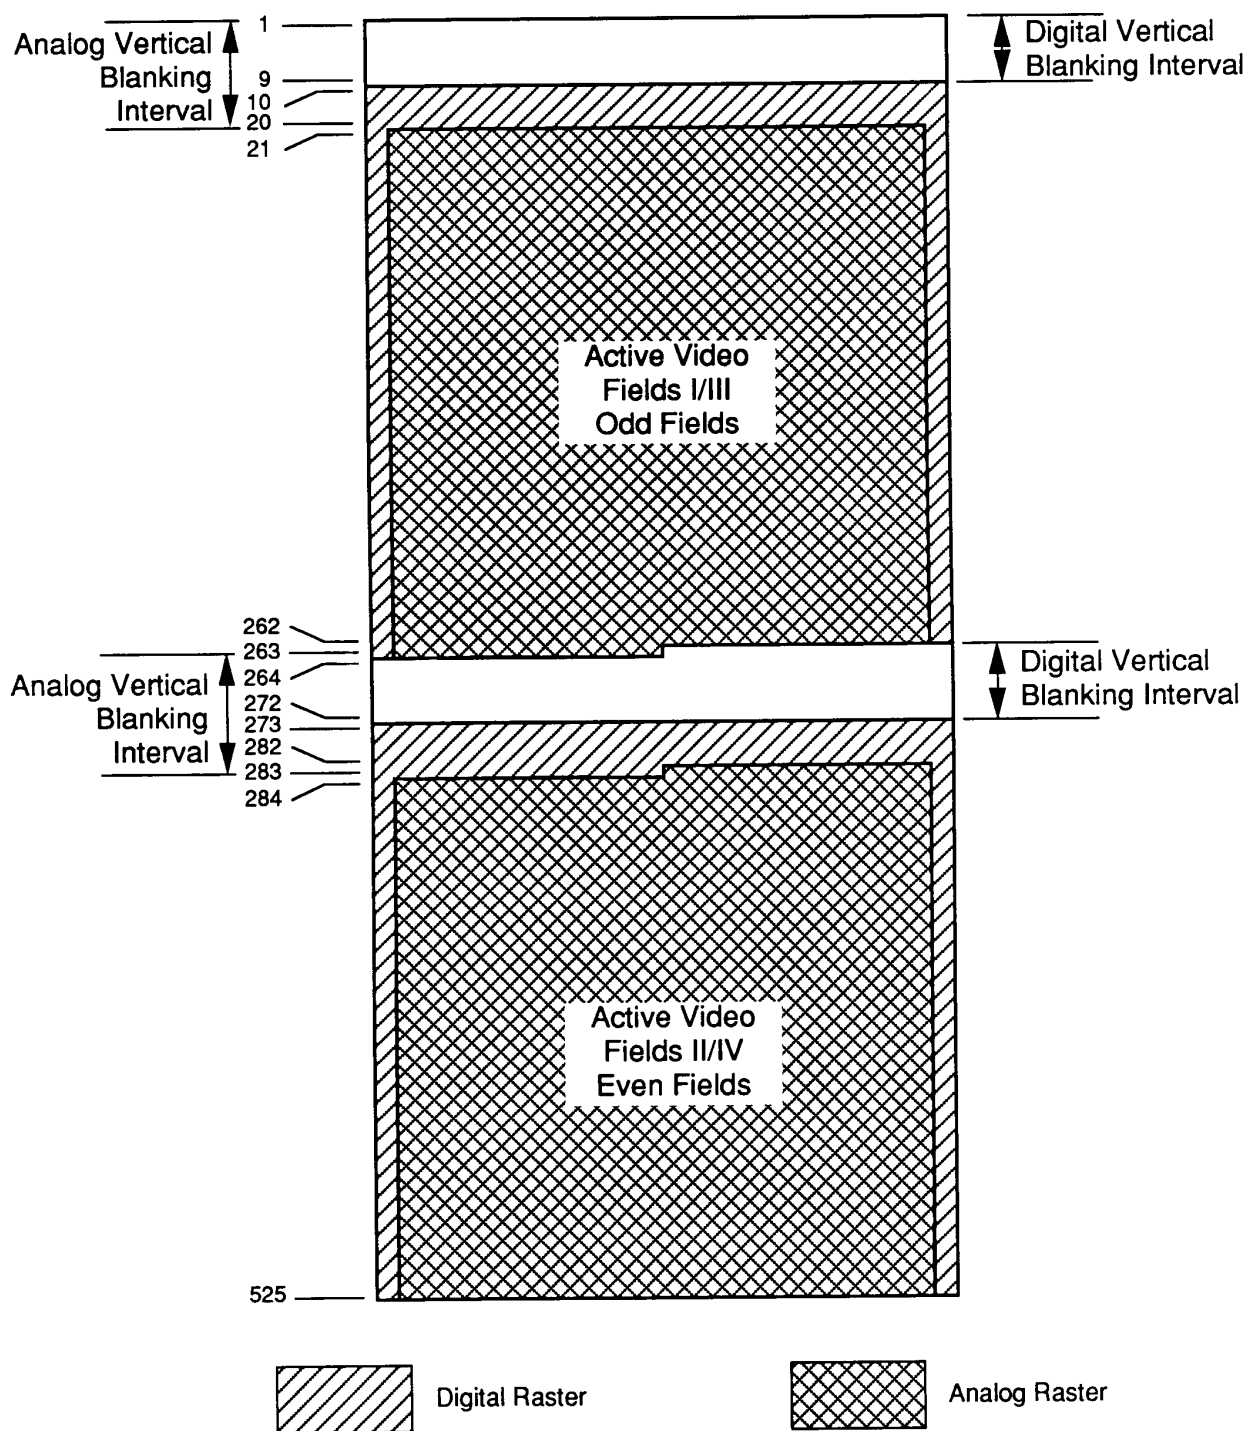 Analog Vertical
Blanking
Interval
1
9
10
20
21
Digital Vertical
Blanking Interval
Active Video
Fields I/III
Odd Fields
262
263
264
272
273
282
283
284
Analog Vertical
Blanking
Interval
Digital Vertical
Blanking Interval
Active Video
Fields II/IV
Even Fields
525
Digital Raster
Analog Raster